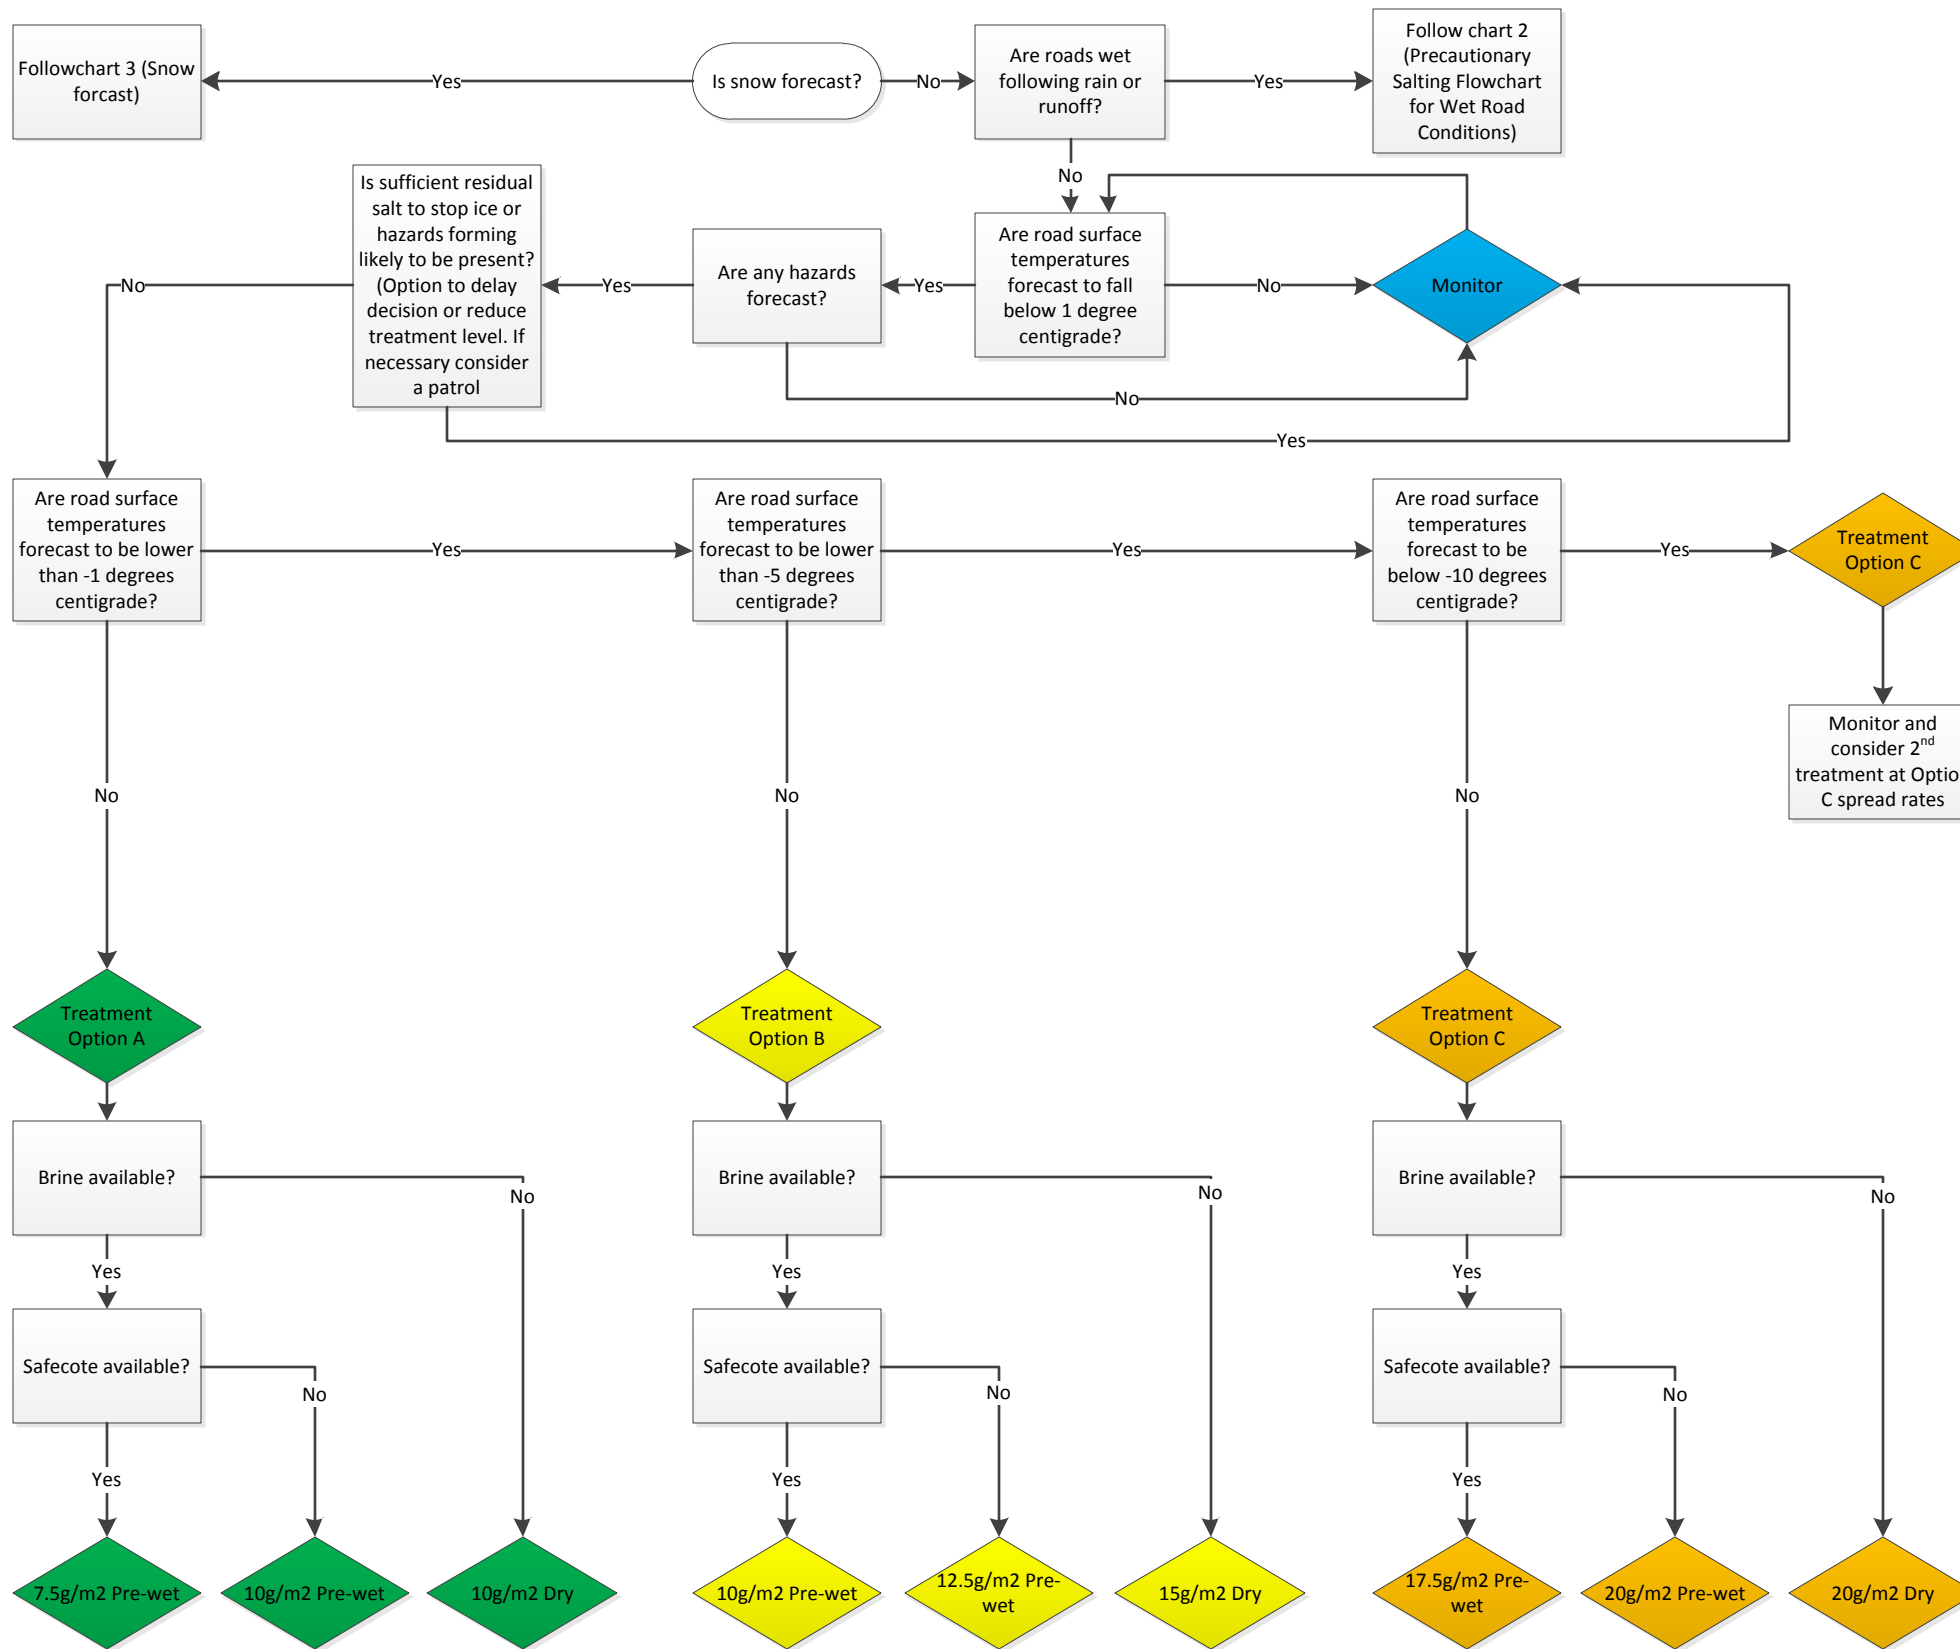 Followchart 3 (Snow
forcast)
Yes
Is snow forecast?
No
Are roads wet
following rain or
runoff?
Yes
Follow chart 2
(Precautionary
Salting Flowchart
for Wet Road
Conditions)
No
Is sufficient residual
salt to stop ice or
hazards forming
likely to be present?
(Option to delay
decision or reduce
treatment level. If
necessary consider
a patrol
No
Yes
Are any hazards
forecast?
Yes
Are road surface
temperatures
forecast to fall
below 1 degree
centigrade?
No
Monitor
No
Yes
Are road surface
temperatures
forecast to be lower
than -1 degrees
centigrade?
Yes
Are road surface
temperatures
forecast to be lower
than -5 degrees
centigrade?
Yes
Are road surface
temperatures
forecast to be
below -10 degrees
centigrade?
Yes
Treatment
Option C
Monitor and
consider 2nd
treatment at Optio
C spread rates
No
No
No
Treatment
Option A
Treatment
Option B
Treatment
Option C
Brine available?
No
Brine available?
No
Brine available?
No
Yes
Yes
Yes
Safecote available?
No
Safecote available?
No
Safecote available?
No
Yes
Yes
Yes
7.5g/m2 Pre-wet
10g/m2 Pre-wet
10g/m2 Dry
10g/m2 Pre-wet
12.5g/m2 Pre-
wet
15g/m2 Dry
17.5g/m2 Pre-
wet
20g/m2 Pre-wet
20g/m2 Dry